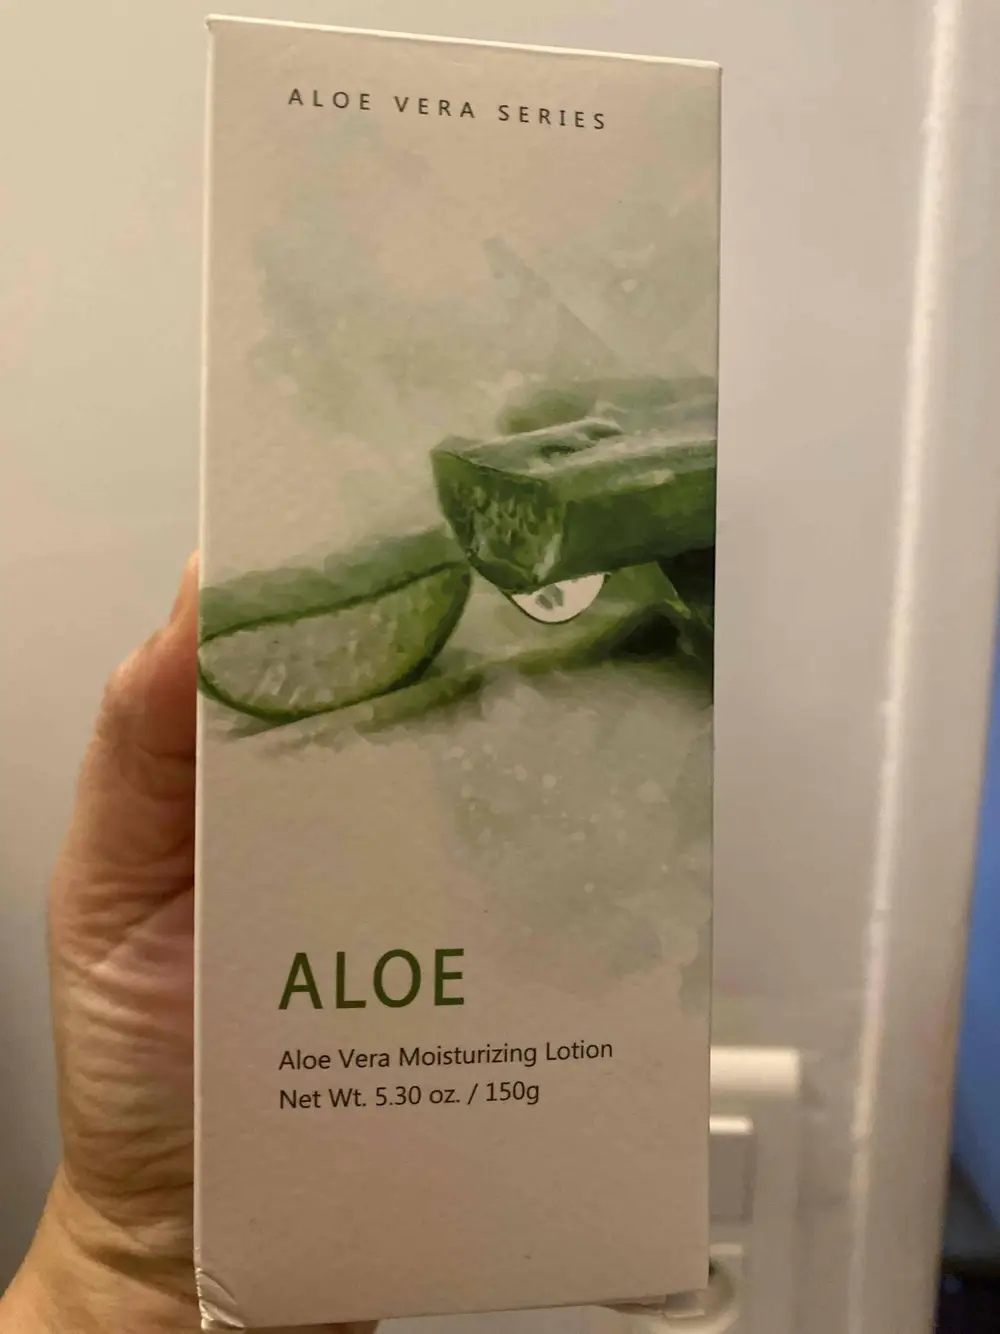 ALOE VERA SERIES
ALOE
Aloe Vera Moisturizing Lotion
Net Wt. 5.30 oz. / 150g